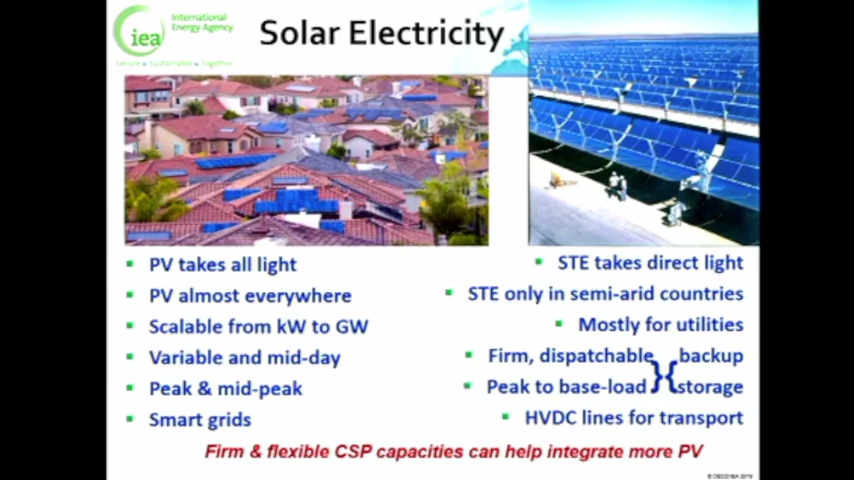 International
Energy Agency
iea
Secure • Sustainable • Together
Solar Electricity
PV takes all light
PV almost everywhere
Scalable from kW to GW
Variable and mid-day
Peak & mid-peak
Smart grids
STE takes direct light
STE only in semi-arid countries
Mostly for utilities
Firm, dispatchable } { backup
Peak to base-load } { storage
HVDC lines for transport
Firm & flexible CSP capacities can help integrate more PV
© OECD/IEA